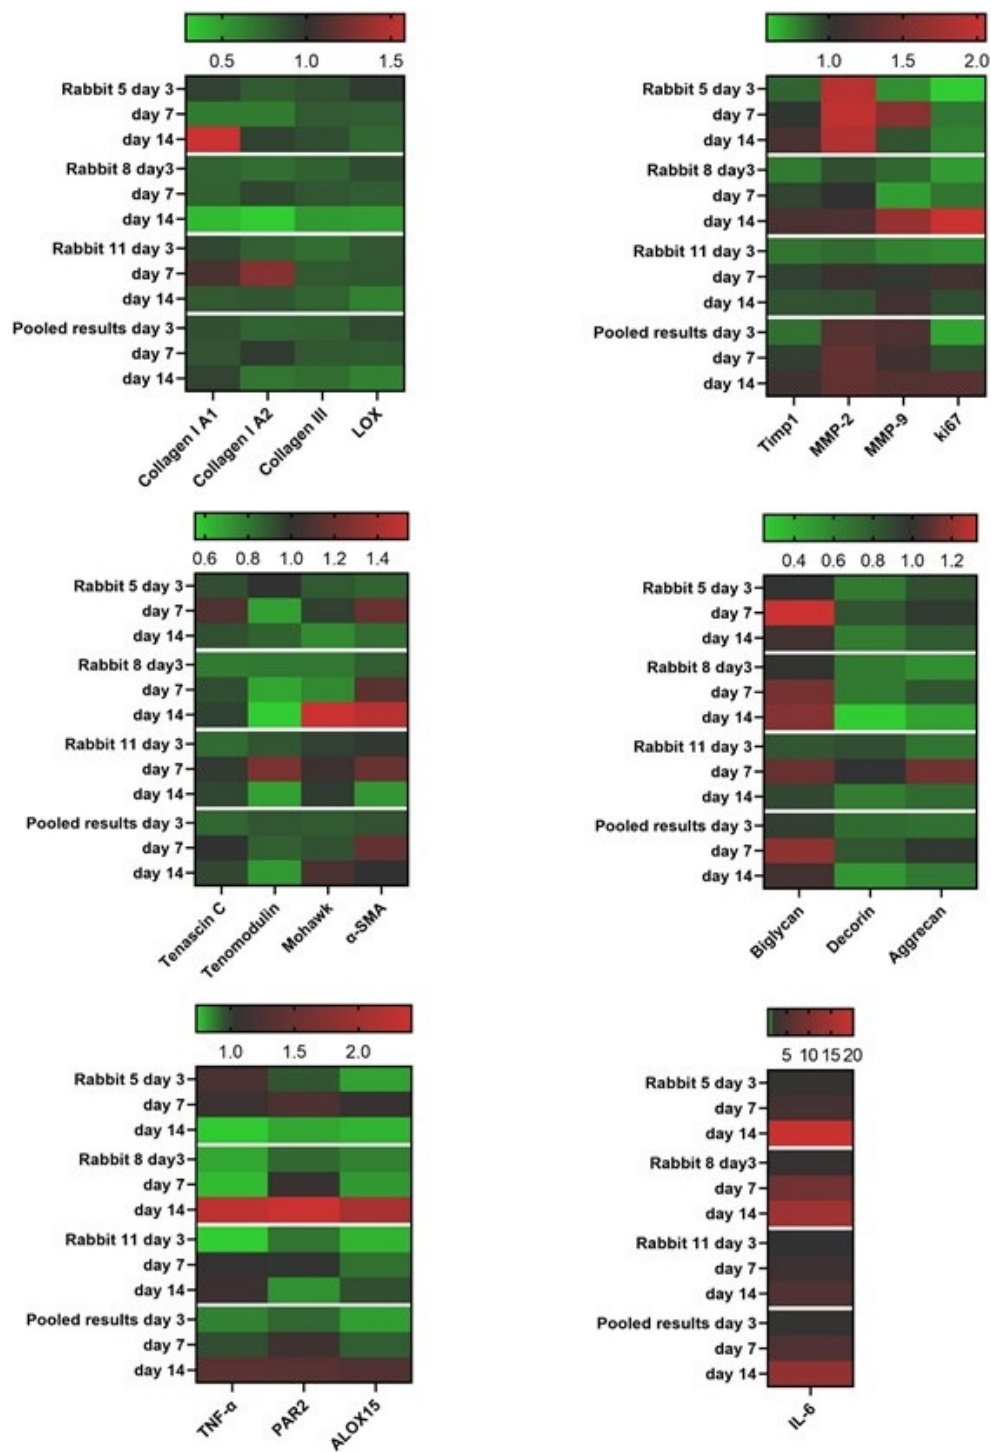 0.5 1.0 1.5
Rabbit 5 day 3
day 7
day 14
Rabbit 8 day3
day 7
day 14
Rabbit 11 day 3
day 7
day 14
Pooled results day 3
day 7
day 14
Collagen I A1
Collagen I A2
Collagen III
LOX
1.0 1.5 2.0
Rabbit 5 day 3
day 7
day 14
Rabbit 8 day3
day 7
day 14
Rabbit 11 day 3
day 7
day 14
Pooled results day 3
day 7
day 14
Timp1
MMP-2
MMP-9
ki67
0.6 0.8 1.0 1.2 1.4
Rabbit 5 day 3
day 7
day 14
Rabbit 8 day3
day 7
day 14
Rabbit 11 day 3
day 7
day 14
Pooled results day 3
day 7
day 14
Tenascin C
Tenomodulin
Mohawk
α-SMA
0.4 0.6 0.8 1.0 1.2
Rabbit 5 day 3
day 7
day 14
Rabbit 8 day3
day 7
day 14
Rabbit 11 day 3
day 7
day 14
Pooled results day 3
day 7
day 14
Biglycan
Decorin
Aggrecan
1.0 1.5 2.0
Rabbit 5 day 3
day 7
day 14
Rabbit 8 day3
day 7
day 14
Rabbit 11 day 3
day 7
day 14
Pooled results day 3
day 7
day 14
TNF-α
PAR2
ALOX15
5 10 15 20
Rabbit 5 day 3
day 7
day 14
Rabbit 8 day3
day 7
day 14
Rabbit 11 day 3
day 7
day 14
Pooled results day 3
day 7
day 14
IL-6